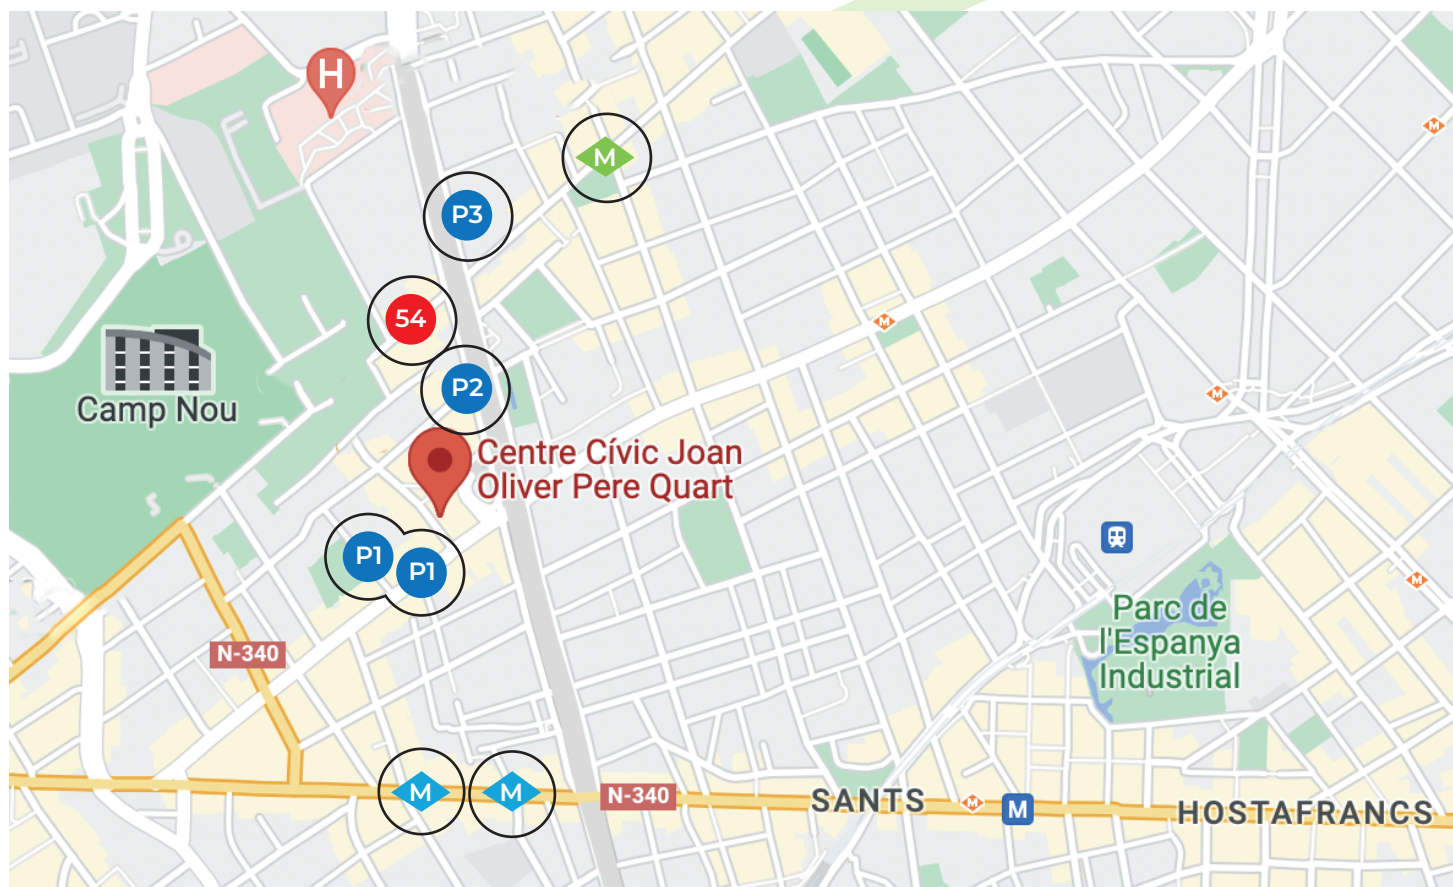 H
M
M
P3
54
M
P2
M
Camp Nou
Centre Cívic Joan
Oliver Pere Quart
P1
P1
M
Parc de
l'Espanya
Industrial
N-340
M
M
N-340
SANTS
M
M
HOSTAFRANCS